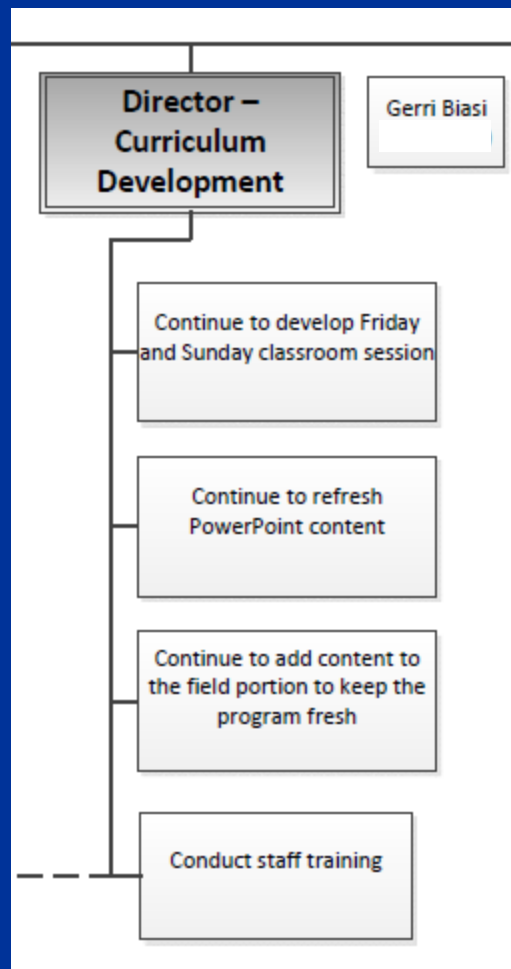 Director –
Curriculum
Development
Gerri Biasi
Continue to develop Friday
and Sunday classroom session
Continue to refresh
PowerPoint content
Continue to add content to
the field portion to keep the
program fresh
Conduct staff training